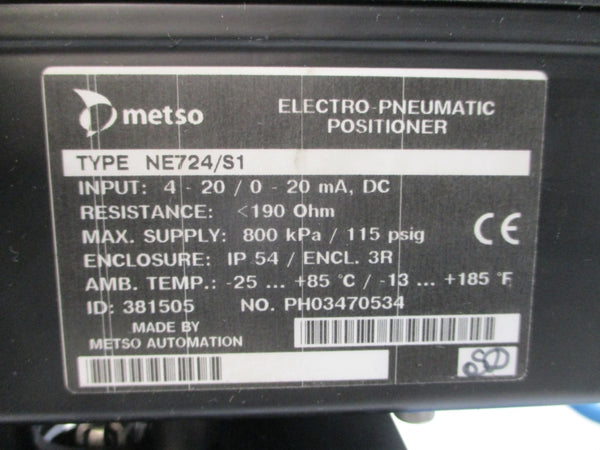 metso
ELECTRO-PNEUMATIC
POSITIONER
TYPE NE724/S1
INPUT: 4 - 20 / 0 - 20 mA, DC
RESISTANCE: <190 Ohm
MAX. SUPPLY: 800 kPa / 115 psig
ENCLOSURE: IP 54 / ENCL. 3R
AMB. TEMP.: -25 ... +85 °C / -13 ... +185 °F
ID: 381505 NO. PH03470534
MADE BY
METSO AUTOMATION
CE